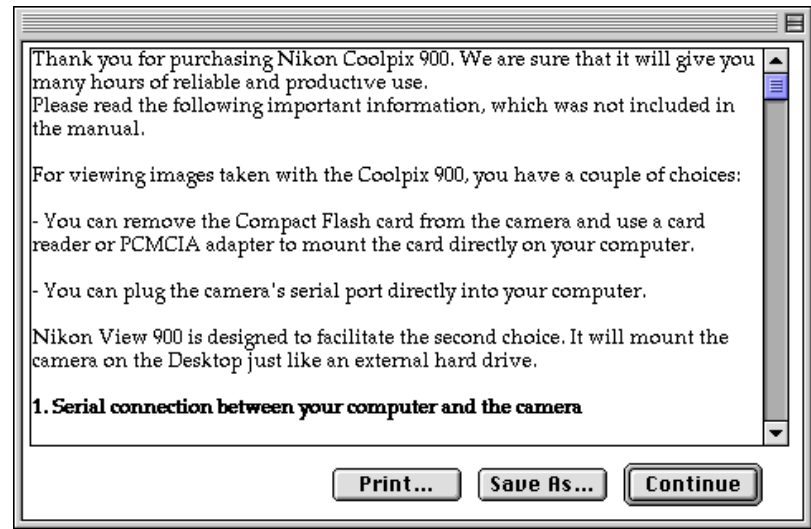 Thank you for purchasing Nikon Coolpix 900. We are sure that it will give you
many hours of reliable and productive use.
Please read the following important information, which was not included in
the manual.
For viewing images taken with the Coolpix 900, you have a couple of choices:
- You can remove the Compact Flash card from the camera and use a card
reader or PCMCIA adapter to mount the card directly on your computer.
- You can plug the camera's serial port directly into your computer.
Nikon View 900 is designed to facilitate the second choice. It will mount the
camera on the Desktop just like an external hard drive.
1. Serial connection between your computer and the camera
Print... Save As... Continue